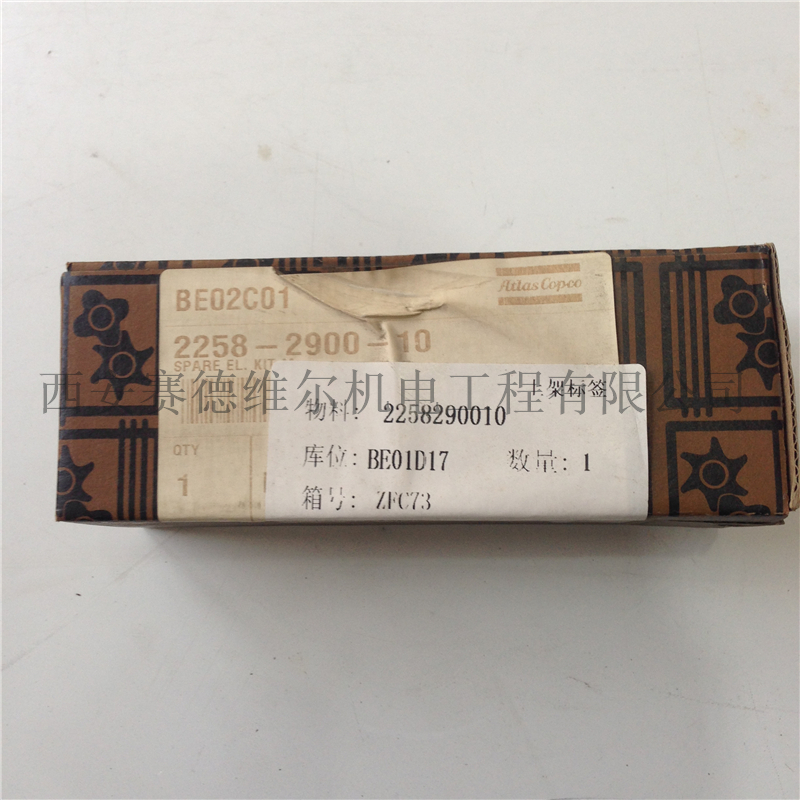 BE02C01
Atlas Copco
2258-2900-10
SPARE EL. KIT
西安赛德维尔机电工程有限公司
上架标签
物料: 2258290010
QTY
库位: BE01D17 数量: 1
1
箱号: ZFC73